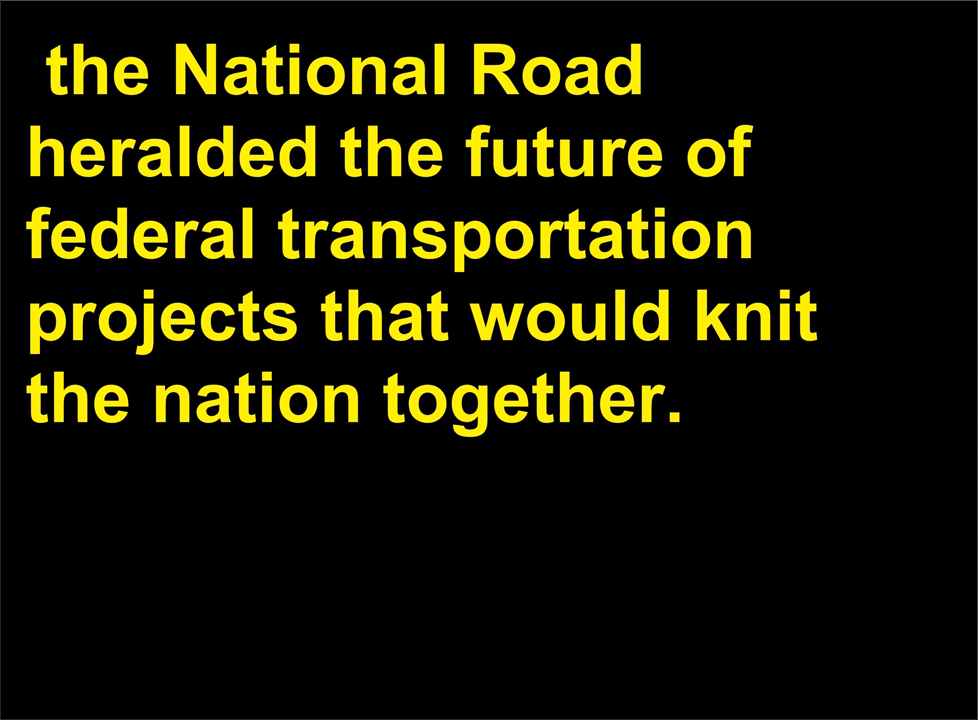 the National Road
heralded the future of
federal transportation
projects that would knit
the nation together.